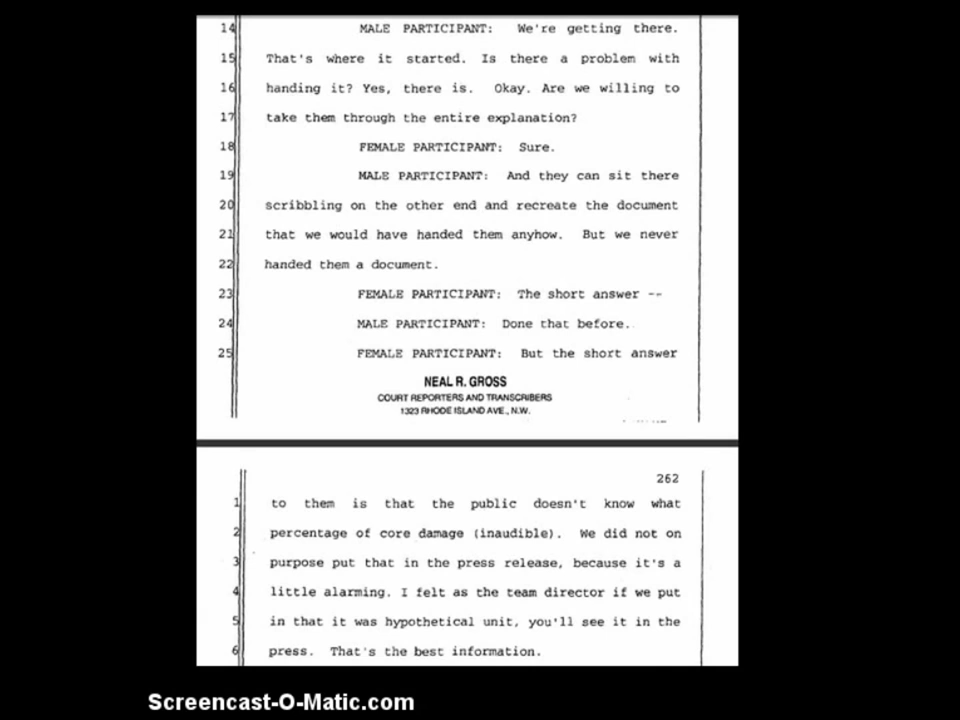 14 MALE PARTICIPANT: We're getting there.
15 That's where it started. Is there a problem with
16 handing it? Yes, there is. Okay. Are we willing to
17 take them through the entire explanation?
18 FEMALE PARTICIPANT: Sure.
19 MALE PARTICIPANT: And they can sit there
20 scribbling on the other end and recreate the document
21 that we would have handed them anyhow. But we never
22 handed them a document.
23 FEMALE PARTICIPANT: The short answer --
24 MALE PARTICIPANT: Done that before.
25 FEMALE PARTICIPANT: But the short answer
NEAL R. GROSS
COURT REPORTERS AND TRANSCRIBERS
1323 RHODE ISLAND AVE., N.W.
262
1 to them is that the public doesn't know what
2 percentage of core damage (inaudible). We did not on
3 purpose put that in the press release, because it's a
4 little alarming. I felt as the team director if we put
5 in that it was hypothetical unit, you'll see it in the
6 press. That's the best information.
Screencast-O-Matic.com